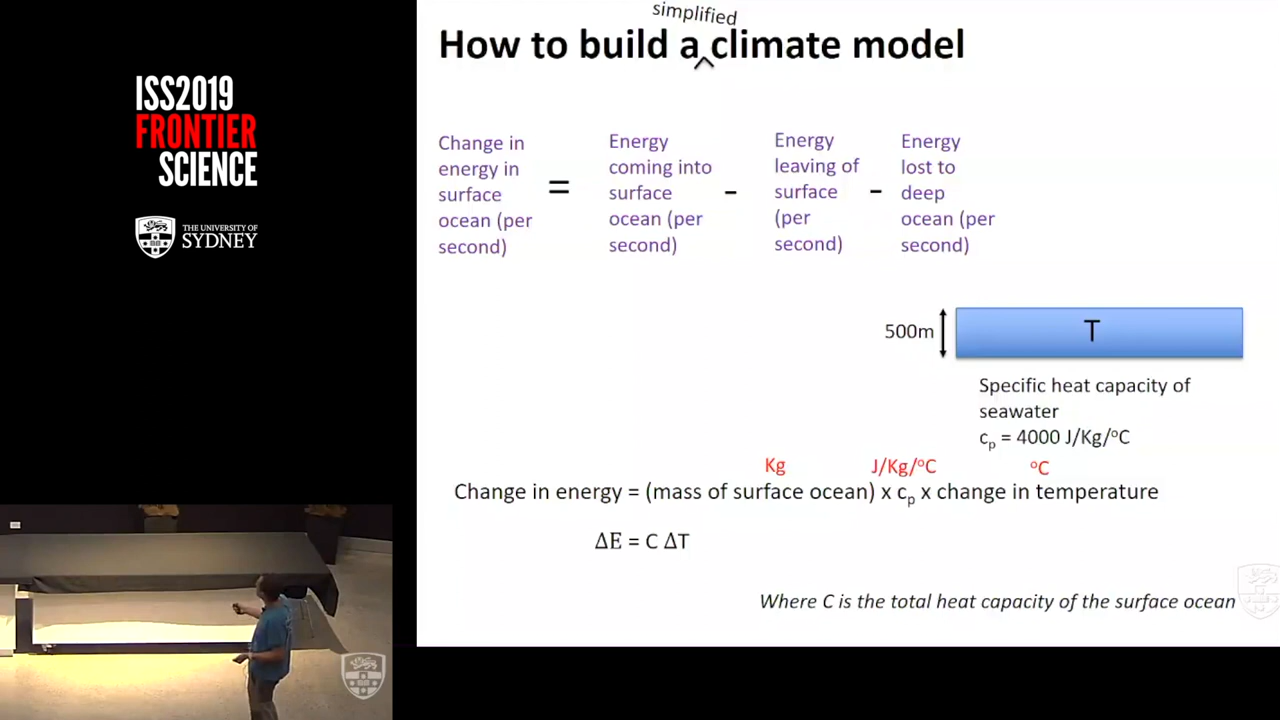 ISS2019
FRONTIER
SCIENCE
THE UNIVERSITY OF
SYDNEY
simplified
How to build a ^ climate model
Change in
energy in
surface
ocean (per
second)
=
Energy
coming into
surface
ocean (per
second)
-
Energy
leaving of
surface
(per
second)
-
Energy
lost to
deep
ocean (per
second)
500m
T
Specific heat capacity of
seawater
cₚ = 4000 J/Kg/ᵒC
Kg J/Kg/ᵒC ᵒC
Change in energy = (mass of surface ocean) x cₚ x change in temperature
ΔE = C ΔT
Where C is the total heat capacity of the surface ocean